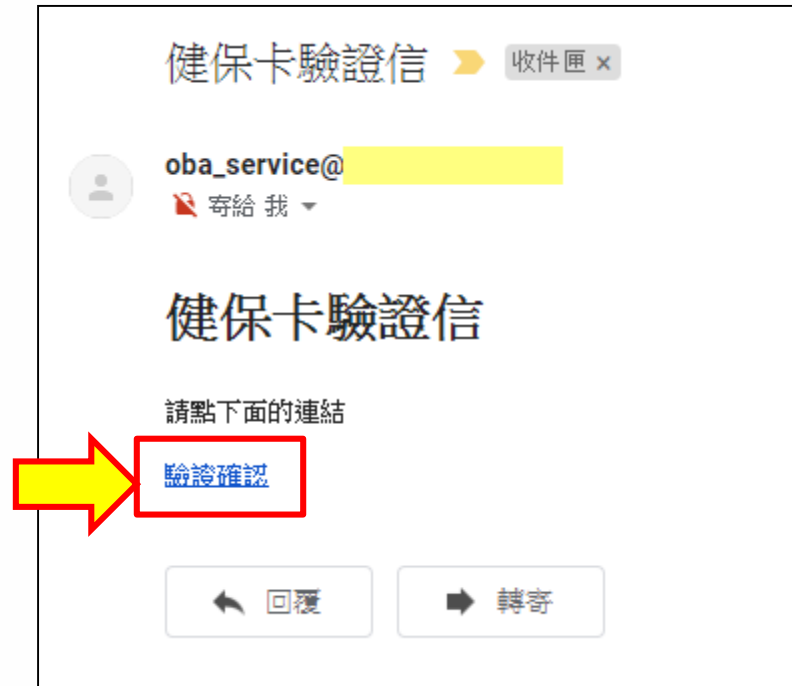 健保卡驗證信 收件匣 x
oba_service@
寄給 我
健保卡驗證信
請點下面的連結
驗證確認
回覆 轉寄